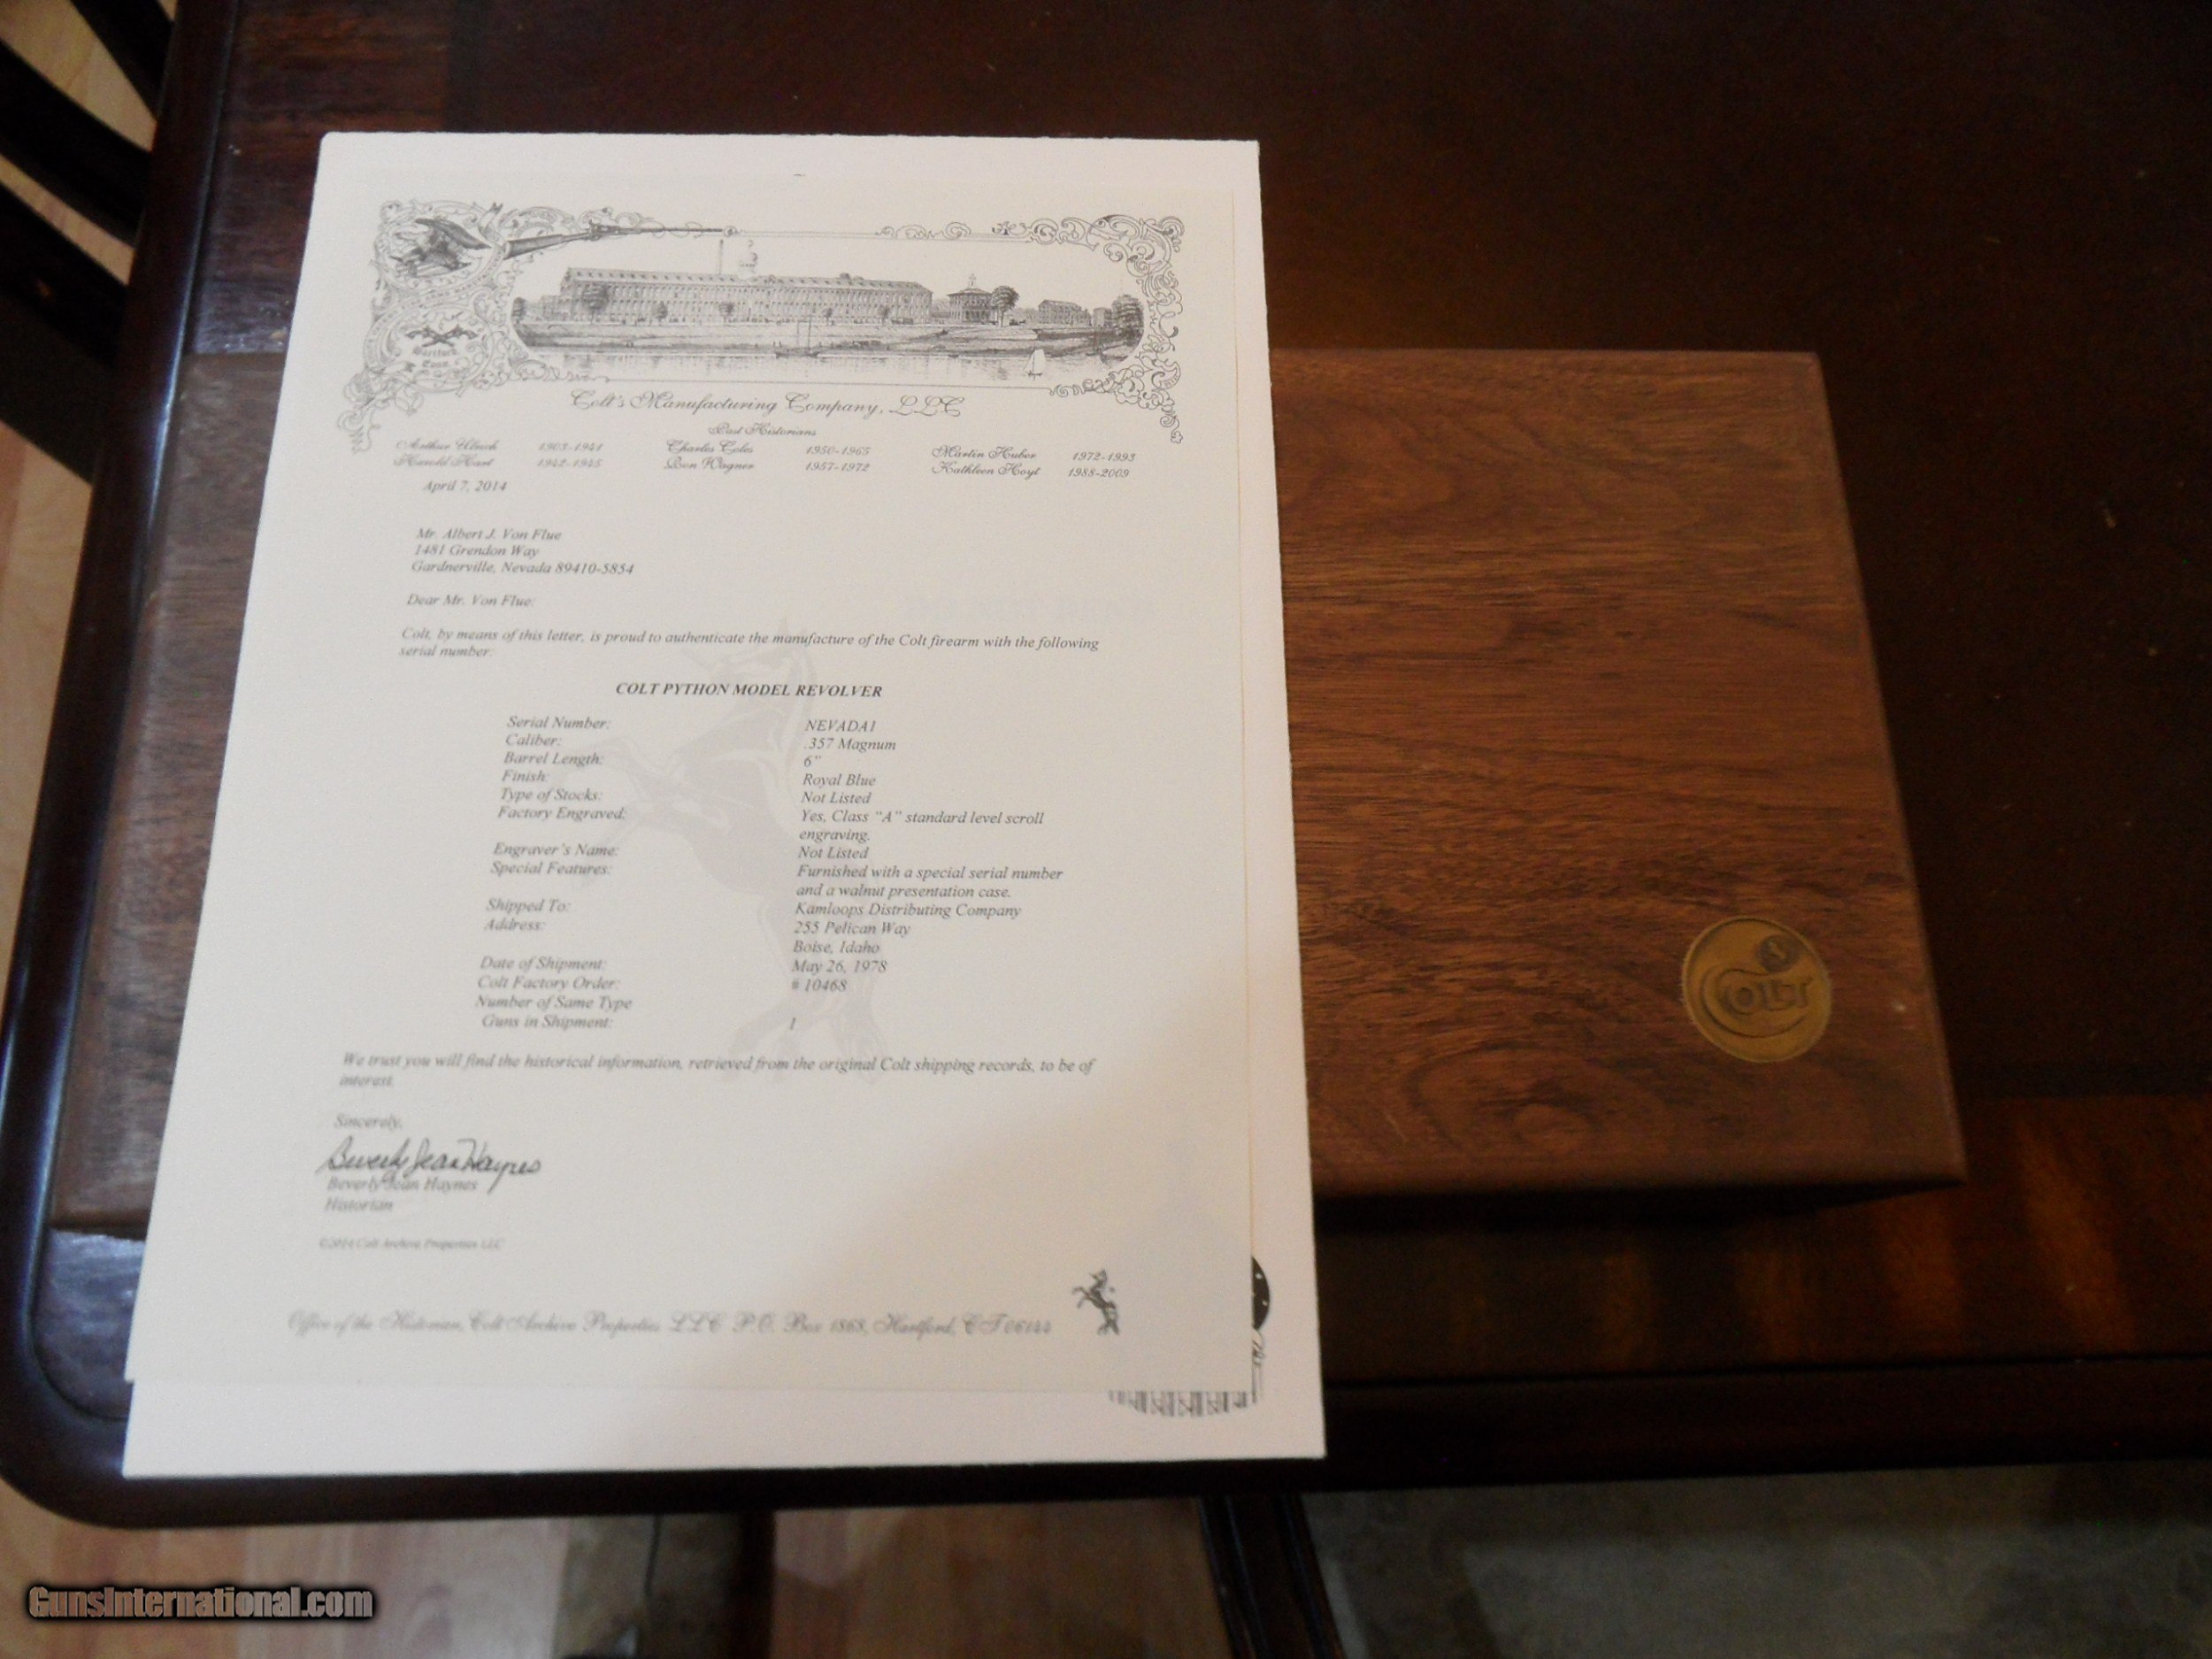 Hartford
Conn
Colt's Manufacturing Company, LLC
Past Historians
Arthur Ulrich 1903-1941 Charles Coles 1950-1965 Martin Huber 1972-1993
Harold Hart 1942-1945 Ron Wagner 1957-1972 Kathleen Hoyt 1988-2009
April 7, 2014
Mr. Albert J. Von Flue
1481 Grendon Way
Gardnerville, Nevada 89410-5854
Dear Mr. Von Flue:
Colt, by means of this letter, is proud to authenticate the manufacture of the Colt firearm with the following
serial number:
COLT PYTHON MODEL REVOLVER
Serial Number: NEVADA1
Caliber: .357 Magnum
Barrel Length: 6"
Finish: Royal Blue
Type of Stocks: Not Listed
Factory Engraved: Yes, Class "A" standard level scroll
engraving.
Engraver's Name: Not Listed
Special Features: Furnished with a special serial number
and a walnut presentation case.
Shipped To: Kamloops Distributing Company
Address: 255 Pelican Way
Boise, Idaho
Date of Shipment: May 26, 1978
Colt Factory Order: # 10468
Number of Same Type
Guns in Shipment: 1
We trust you will find the historical information, retrieved from the original Colt shipping records, to be of
interest.
Sincerely,
Beverly Jean Haynes
Beverly Jean Haynes
Historian
©2014 Colt Archive Properties LLC
Office of the Historian, Colt Archive Properties LLC P.O. Box 1868, Hartford, CT 06144
COLT
GunsInternational.com